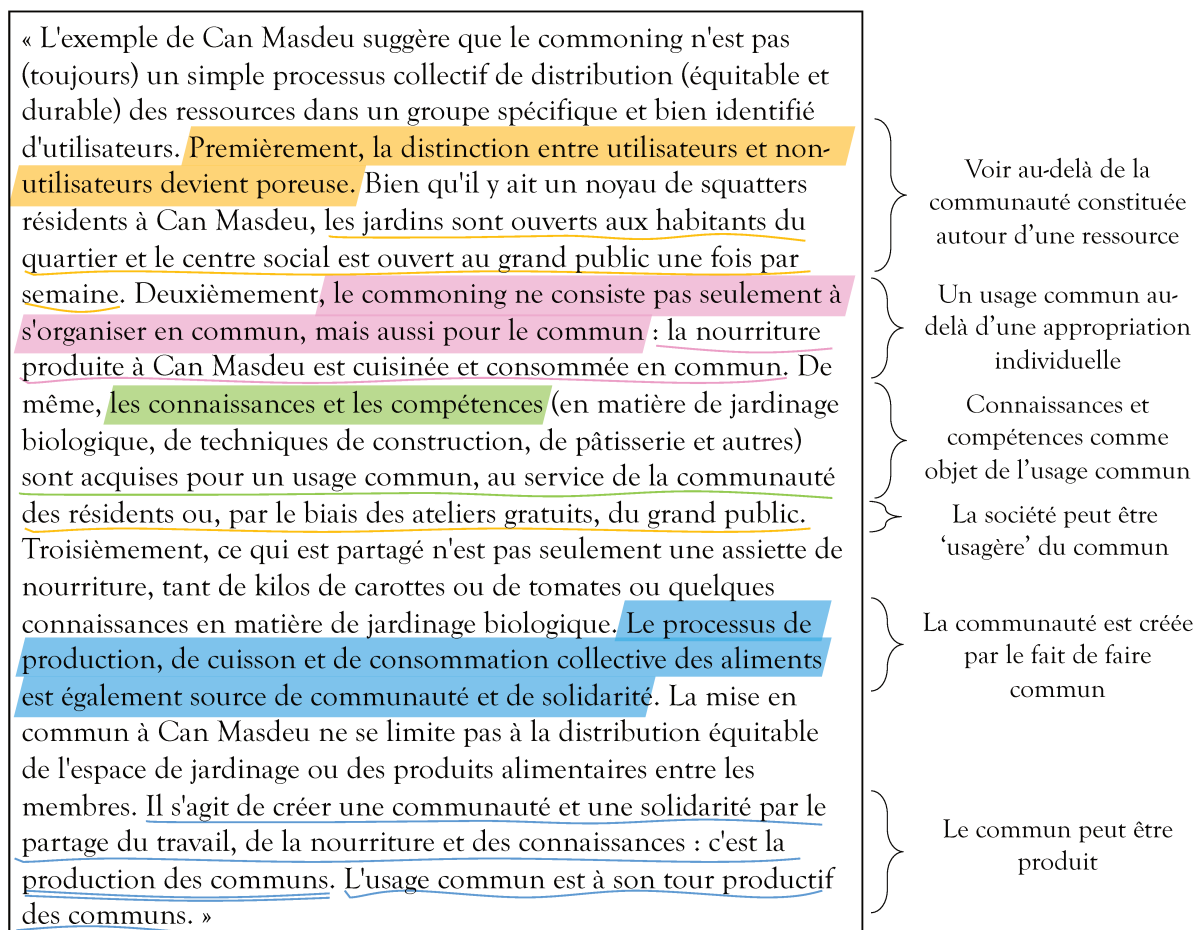 « L'exemple de Can Masdeu suggère que le commoning n'est pas
(toujours) un simple processus collectif de distribution (équitable et
durable) des ressources dans un groupe spécifique et bien identifié
d'utilisateurs. Premièrement, la distinction entre utilisateurs et non-
utilisateurs devient poreuse. Bien qu'il y ait un noyau de squatters
résidents à Can Masdeu, les jardins sont ouverts aux habitants du
quartier et le centre social est ouvert au grand public une fois par
semaine. Deuxièmement, le commoning ne consiste pas seulement à
s'organiser en commun, mais aussi pour le commun : la nourriture
produite à Can Masdeu est cuisinée et consommée en commun. De
même, les connaissances et les compétences (en matière de jardinage
biologique, de techniques de construction, de pâtisserie et autres)
sont acquises pour un usage commun, au service de la communauté
des résidents ou, par le biais des ateliers gratuits, du grand public.
Troisièmement, ce qui est partagé n'est pas seulement une assiette de
nourriture, tant de kilos de carottes ou de tomates ou quelques
connaissances en matière de jardinage biologique. Le processus de
production, de cuisson et de consommation collective des aliments
est également source de communauté et de solidarité. La mise en
commun à Can Masdeu ne se limite pas à la distribution équitable
de l'espace de jardinage ou des produits alimentaires entre les
membres. Il s'agit de créer une communauté et une solidarité par le
partage du travail, de la nourriture et des connaissances : c'est la
production des communs. L'usage commun est à son tour productif
des communs. »
Voir au-delà de la
communauté constituée
autour d’une ressource
Un usage commun au-
delà d’une appropriation
individuelle
Connaissances et
compétences comme
objet de l’usage commun
La société peut être
‘usagère’ du commun
La communauté est créée
par le fait de faire
commun
Le commun peut être
produit